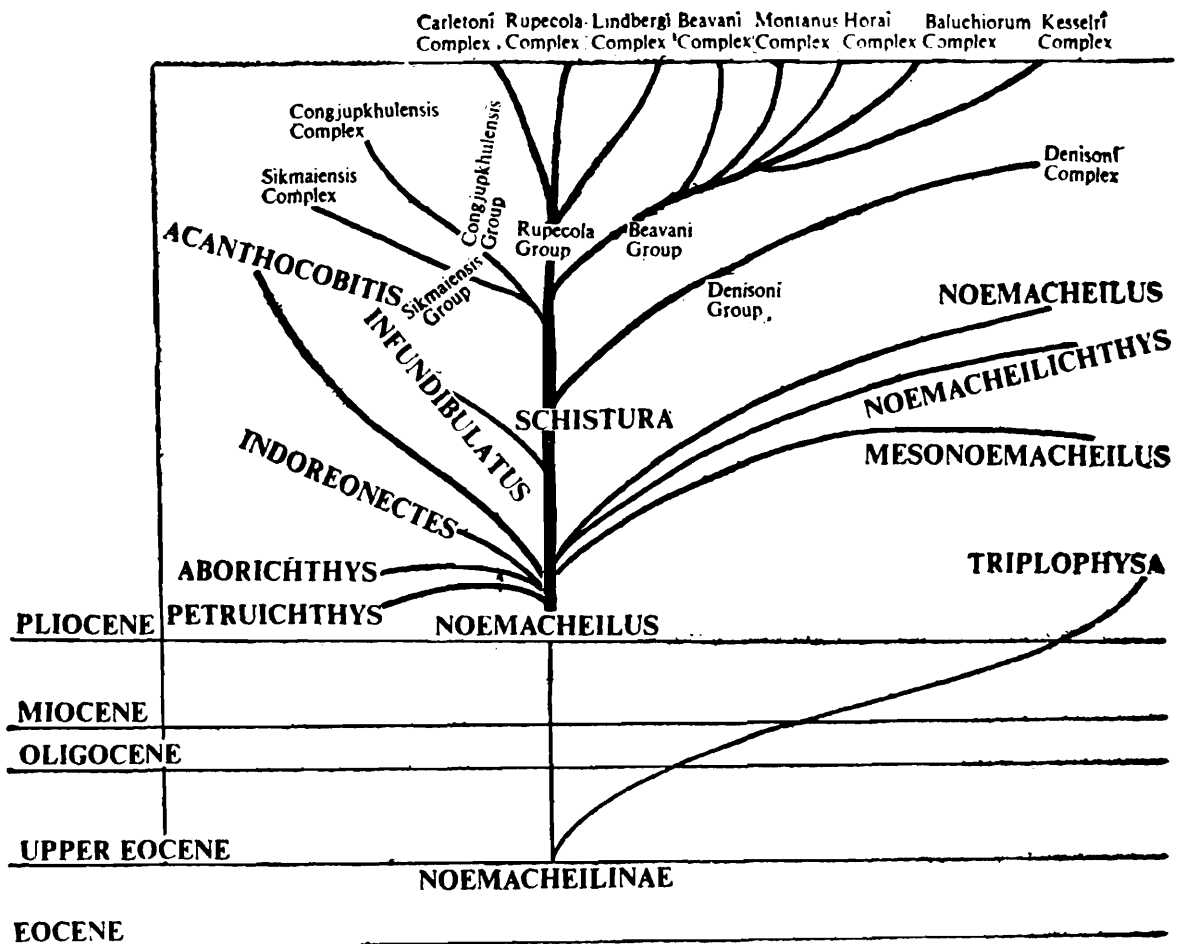 Carletoni Rupecola Lindbergi Beavani Montanus Horai Baluchiorum Kesselri
Complex Complex Complex Complex Complex Complex Complex Complex
Congjupkhulensis
Complex
Sikmaiensis
Complex
Congjupkhulensis
Group
Denisoni
Complex
ACANTHOCOBITIS
Sikmaiensis
Group
Rupecola
Group
Beavani
Group
Denisoni
Group
NOEMACHEILUS
INFUNDIBULATUS
NOEMACHEILICHTHYS
SCHISTURA
INDOREONECTES
MESONOEMACHEILUS
ABORICHTHYS
TRIPLOPHYSA
PETRUICHTHYS
PLIOCENE
NOEMACHEILUS
MIOCENE
OLIGOCENE
UPPER EOCENE
NOEMACHEILINAE
EOCENE